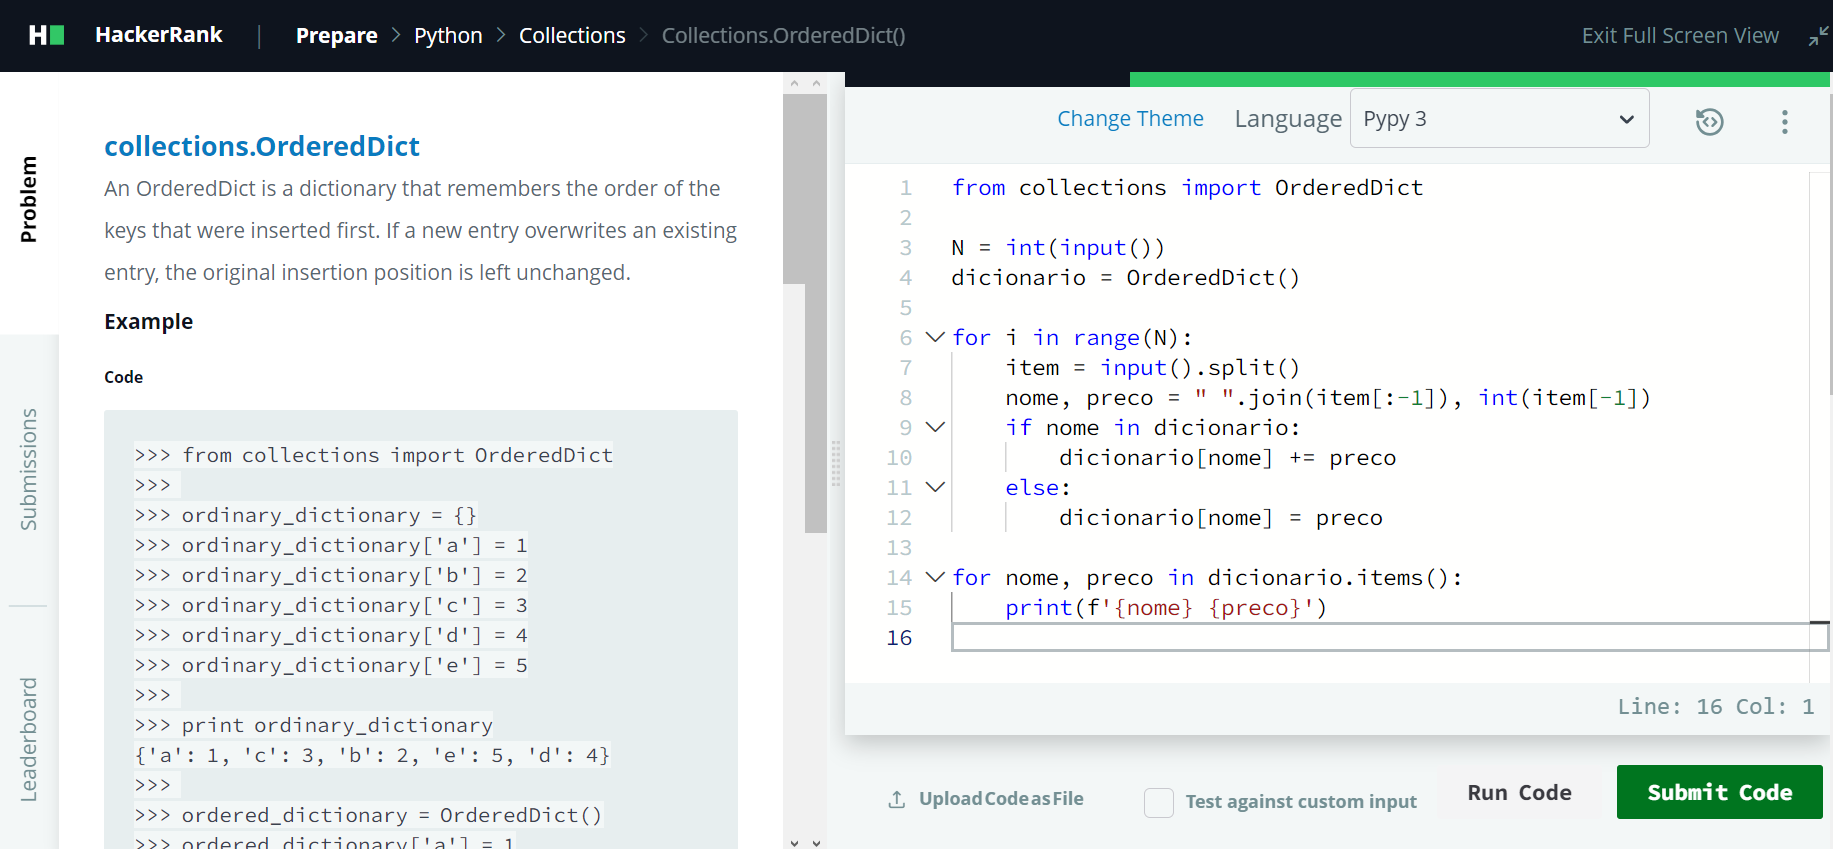 HackerRank
Prepare > Python > Collections > Collections.OrderedDict()
Exit Full Screen View
Problem
Submissions
Leaderboard
collections.OrderedDict
An OrderedDict is a dictionary that remembers the order of the
keys that were inserted first. If a new entry overwrites an existing
entry, the original insertion position is left unchanged.
Example
Code
>>> from collections import OrderedDict
>>>
>>> ordinary_dictionary = {}
>>> ordinary_dictionary['a'] = 1
>>> ordinary_dictionary['b'] = 2
>>> ordinary_dictionary['c'] = 3
>>> ordinary_dictionary['d'] = 4
>>> ordinary_dictionary['e'] = 5
>>>
>>> print ordinary_dictionary
{'a': 1, 'c': 3, 'b': 2, 'e': 5, 'd': 4}
>>>
>>> ordered_dictionary = OrderedDict()
>>> ordered_dictionary['a'] = 1
Change Theme
Language
Pypy 3
1 from collections import OrderedDict
2
3 N = int(input())
4 dicionario = OrderedDict()
5
6 for i in range(N):
7     item = input().split()
8     nome, preco = " ".join(item[:-1]), int(item[-1])
9     if nome in dicionario:
10         dicionario[nome] += preco
11     else:
12         dicionario[nome] = preco
13
14 for nome, preco in dicionario.items():
15     print(f'{nome} {preco}')
16
Line: 16 Col: 1
Upload Code as File
Test against custom input
Run Code
Submit Code